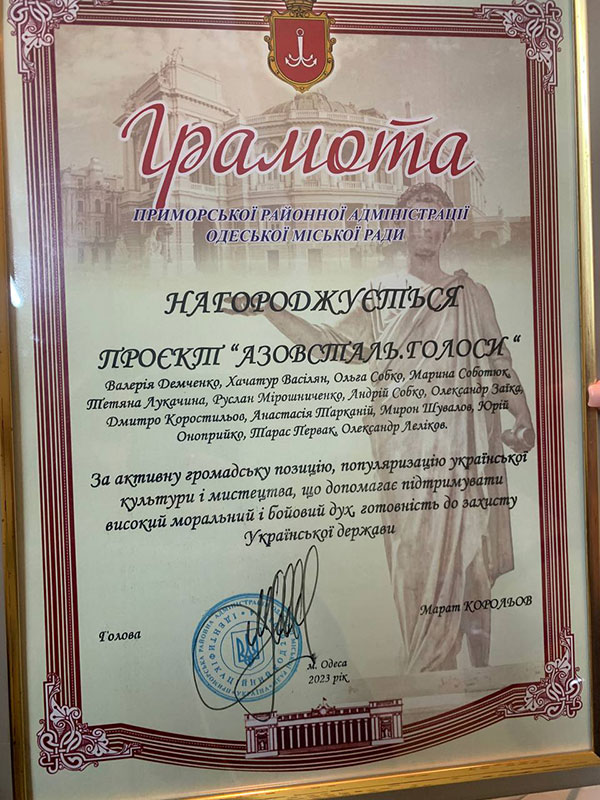 Грамота
ПРИМОРСЬКОЇ РАЙОННОЇ АДМІНІСТРАЦІЇ
ОДЕСЬКОЇ МІСЬКОЇ РАДИ
НАГОРОДЖУЄТЬСЯ
ПРОЄКТ “АЗОВСТАЛЬ.ГОЛОСИ “
Валерія Демченко, Хачатур Васілян, Ольга Собко, Марина Соботюк,
Тетяна Лукачина, Руслан Мірошниченко, Андрій Собко, Олександр Заїка,
Дмитро Коростильов, Анастасія Тарканій, Мирон Шувалов, Юрій
Оноприйко, Тарас Первак, Олександр Леліков.
За активну громадську позицію, популяризацію української
культури і мистецтва, що допомагає підтримувати
високий моральний і бойовий дух, готовність до захисту
Української держави
Марат КОРОЛЬОВ
Голова
м. Одеса
2023 рік